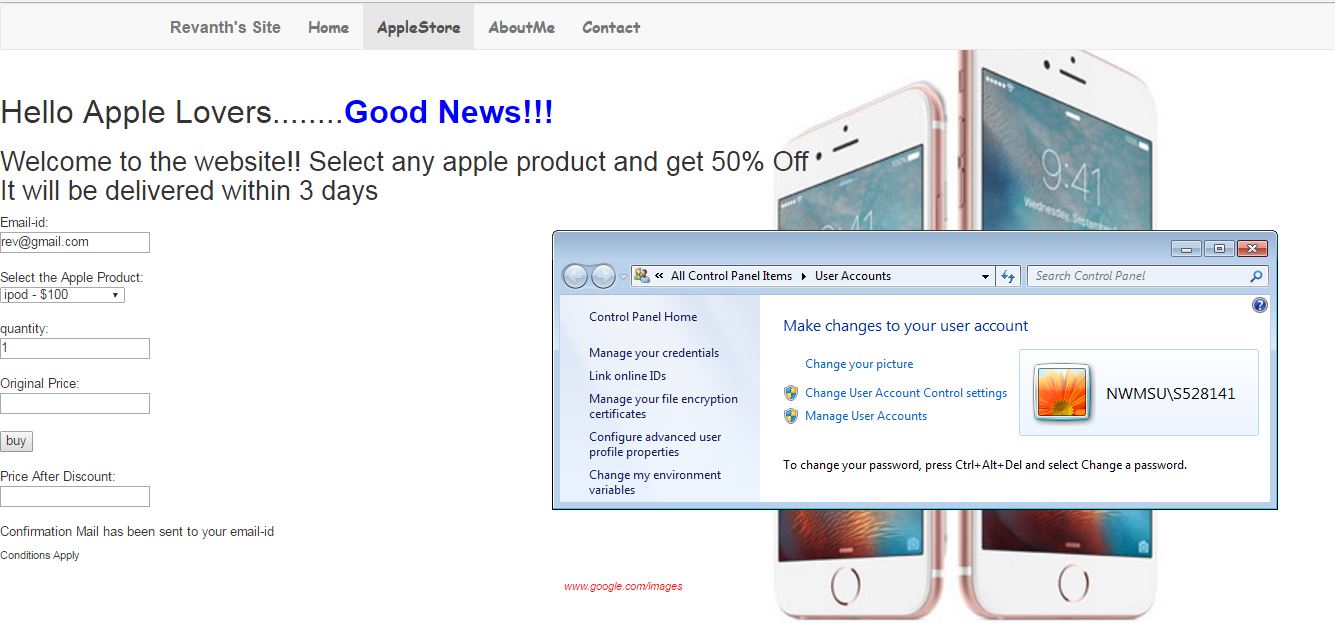 Revanth's Site Home AppleStore AboutMe Contact
Hello Apple Lovers........Good News!!!
Welcome to the website!! Select any apple product and get 50% Off
It will be delivered within 3 days
Email-id:
rev@gmail.com
Select the Apple Product:
ipod - $100
quantity:
1
Original Price:
buy
Price After Discount:
Confirmation Mail has been sent to your email-id
Conditions Apply
9:41
Wednesday, September
« All Control Panel Items User Accounts
Search Control Panel
Control Panel Home
Manage your credentials
Link online IDs
Manage your file encryption
certificates
Configure advanced user
profile properties
Change my environment
variables
Make changes to your user account
Change your picture
Change User Account Control settings
Manage User Accounts
NWMSU\S528141
To change your password, press Ctrl+Alt+Del and select Change a password.
www.google.com/images